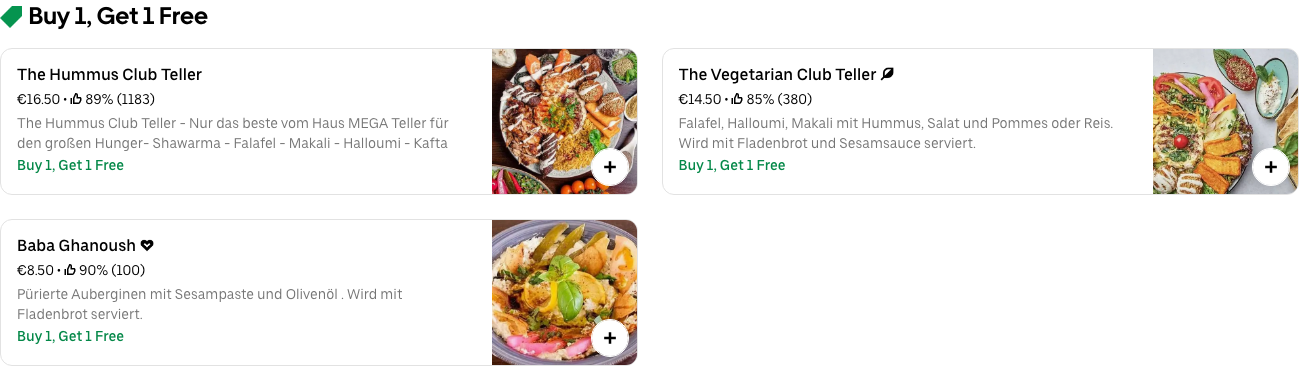 Buy 1, Get 1 Free
The Hummus Club Teller
€16.50 • 89% (1183)
The Hummus Club Teller - Nur das beste vom Haus MEGA Teller für
den großen Hunger- Shawarma - Falafel - Makali - Halloumi - Kafta
Buy 1, Get 1 Free
The Vegetarian Club Teller
€14.50 • 85% (380)
Falafel, Halloumi, Makali mit Hummus, Salat und Pommes oder Reis.
Wird mit Fladenbrot und Sesamsauce serviert.
Buy 1, Get 1 Free
Baba Ghanoush
€8.50 • 90% (100)
Pürierte Auberginen mit Sesampaste und Olivenöl . Wird mit
Fladenbrot serviert.
Buy 1, Get 1 Free